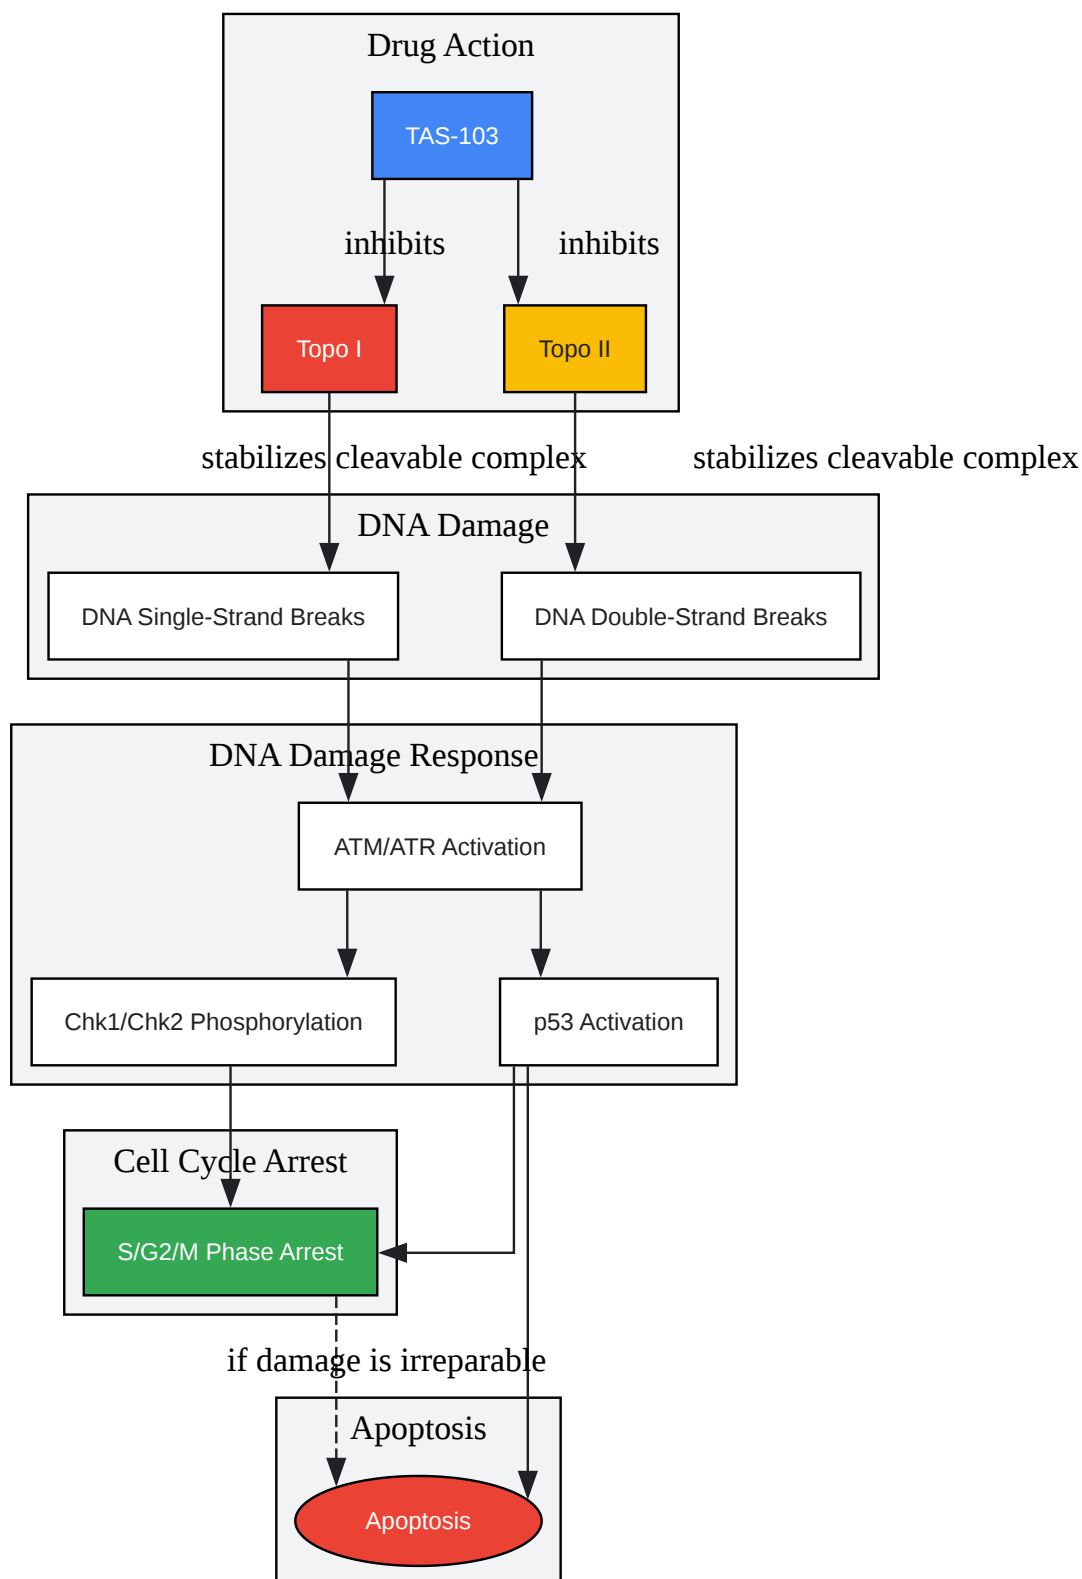 Drug Action
TAS-103
inhibits
inhibits
Topo I
Topo II
stabilizes cleavable complex
stabilizes cleavable complex
DNA Damage
DNA Single-Strand Breaks
DNA Double-Strand Breaks
DNA Damage Response
ATM/ATR Activation
Chk1/Chk2 Phosphorylation
p53 Activation
Cell Cycle Arrest
S/G2/M Phase Arrest
if damage is irreparable
Apoptosis
Apoptosis